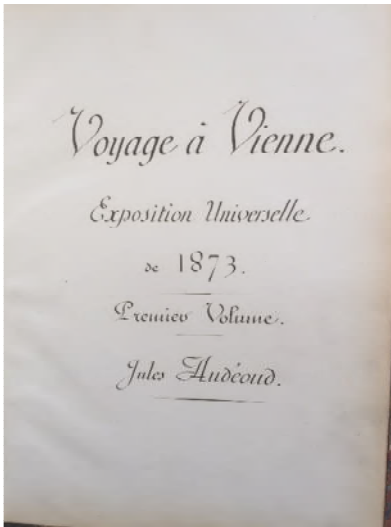 Voyage à Vienne.
Exposition Universelle
de 1873.
Premier Volume.
Jules Audéoud.